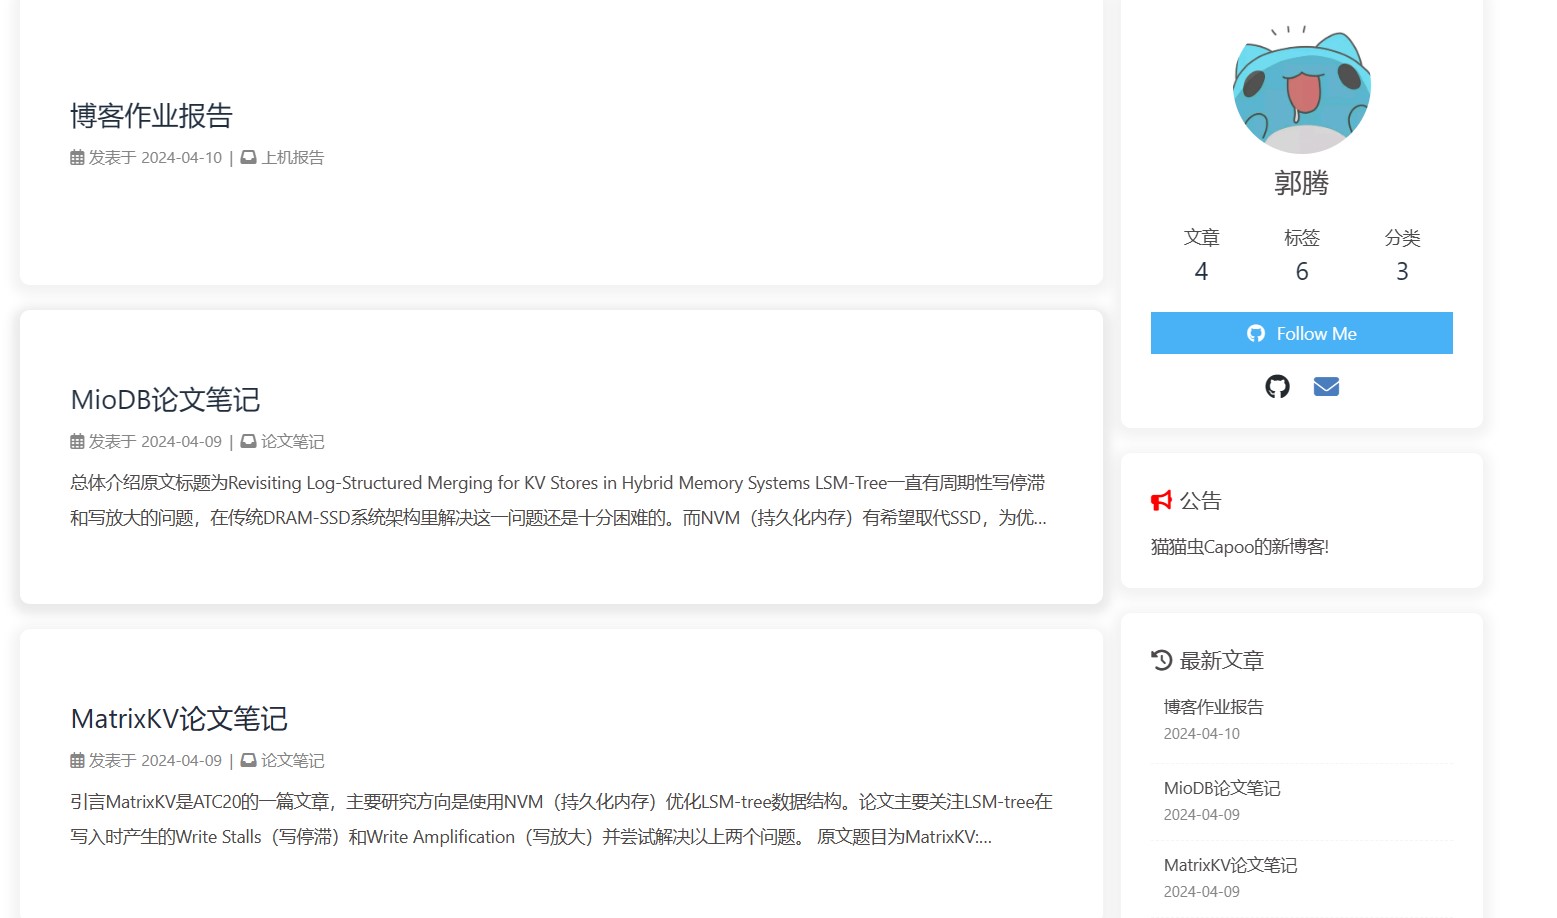 博客作业报告
发表于 2024-04-10 | 上机报告
MioDB论文笔记
发表于 2024-04-09 | 论文笔记
总体介绍原文标题为Revisiting Log-Structured Merging for KV Stores in Hybrid Memory Systems LSM-Tree一直有周期性写停滞
和写放大的问题，在传统DRAM-SSD系统架构里解决这一问题还是十分困难的。而NVM（持久化内存）有希望取代SSD，为优...
MatrixKV论文笔记
发表于 2024-04-09 | 论文笔记
引言MatrixKV是ATC20的一篇文章，主要研究方向是使用NVM（持久化内存）优化LSM-tree数据结构。论文主要关注LSM-tree在
写入时产生的Write Stalls（写停滞）和Write Amplification（写放大）并尝试解决以上两个问题。 原文题目为MatrixKV:...
郭腾
文章 标签 分类
4 6 3
Follow Me
公告
猫猫虫Capoo的新博客!
最新文章
博客作业报告
2024-04-10
MioDB论文笔记
2024-04-09
MatrixKV论文笔记
2024-04-09